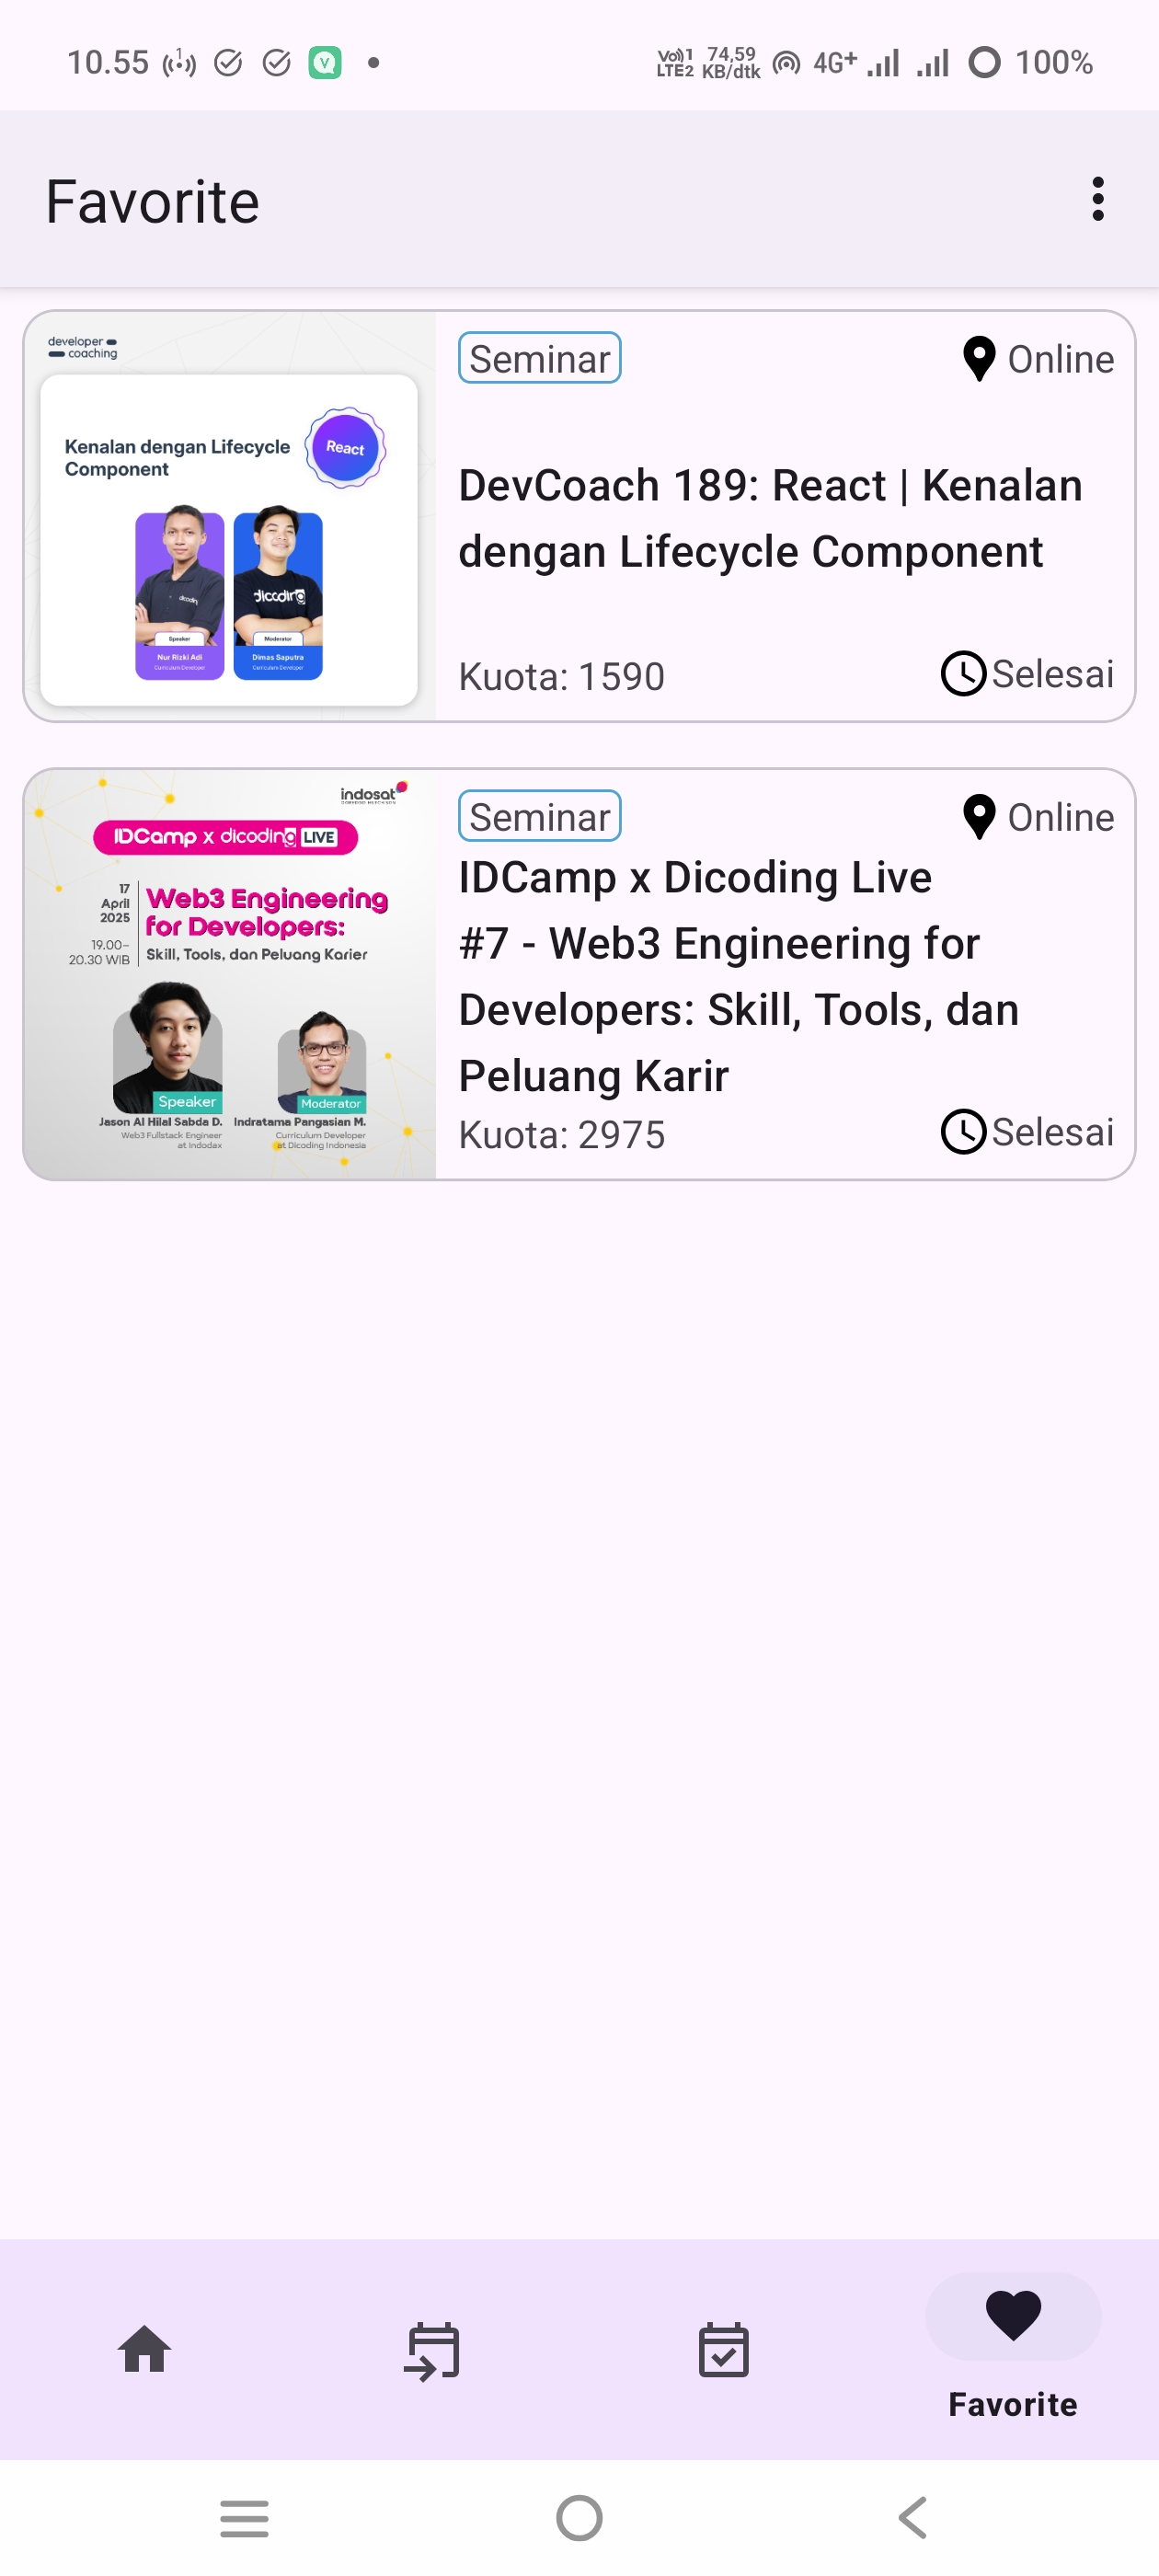 10.55
1
Vo)) 1
LTE2
74,59
KB/dtk
4G+
100%
Favorite
developer
coaching
Kenalan dengan Lifecycle
Component
React
dicoding
Speaker
Nur Rizki Adi
Curriculum Developer
dicoding
Moderator
Dimas Saputra
Curriculum Developer
Seminar
Online
DevCoach 189: React | Kenalan
dengan Lifecycle Component
Kuota: 1590
Selesai
indosat
IDCamp x dicoding LIVE
17
April
2025
19.00–
20.30 WIB
Web3 Engineering
for Developers:
Skill, Tools, dan Peluang Karier
Speaker
Jason Al Hilal Sabda D.
Web3 Fullstack Engineer
at Indodax
Moderator
Indratama Pangasian M.
Curriculum Developer
at Dicoding Indonesia
Seminar
Online
IDCamp x Dicoding Live
#7 - Web3 Engineering for
Developers: Skill, Tools, dan
Peluang Karir
Kuota: 2975
Selesai
Favorite